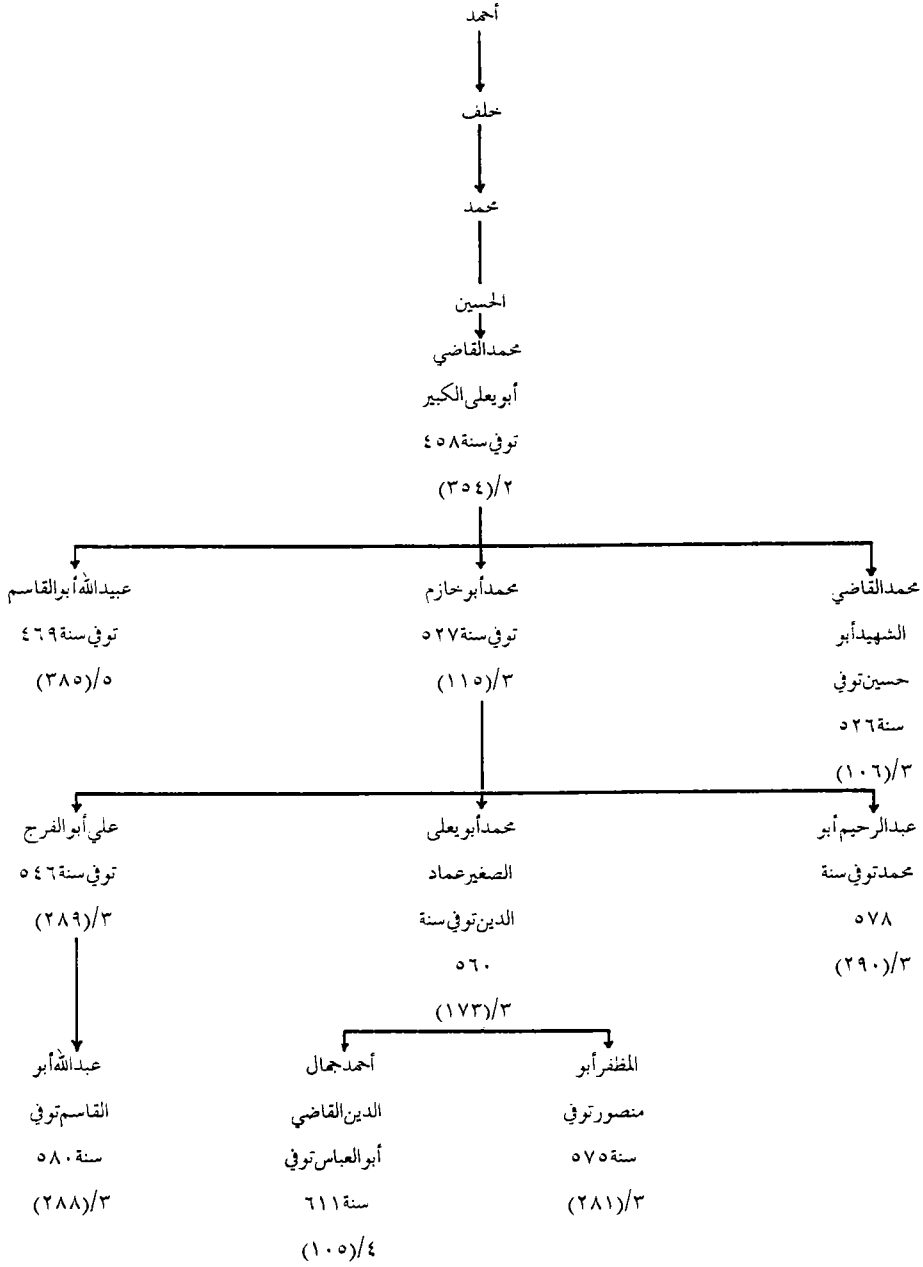 أحمد
خلف
محمد
الحسين
محمد القاضي
أبو يعلى الكبير
توفي سنة ٤٥٨
٢/(٣٥٤)
محمد القاضي
الشهيد أبو
حسين توفي
سنة ٥٢٦
٣/(١٠٦)
محمد أبو خازم
توفي سنة ٥٢٧
٣/(١١٥)
عبيد الله أبو القاسم
توفي سنة ٤٦٩
٥/(٣٨٥)
عبد الرحيم أبو
محمد توفي سنة
٥٧٨
٣/(٢٩٠)
محمد أبو يعلى
الصغير عماد
الدين توفي سنة
٥٦٠
٣/(١٧٣)
علي أبو الفرج
توفي سنة ٥٤٦
٣/(٢٨٩)
المظفر أبو
منصور توفي
سنة ٥٧٥
٣/(٢٨١)
أحمد جمال
الدين القاضي
أبو العباس توفي
سنة ٦١١
٤/(١٠٥)
عبد الله أبو
القاسم توفي
سنة ٥٨٠
٣/(٢٨٨)